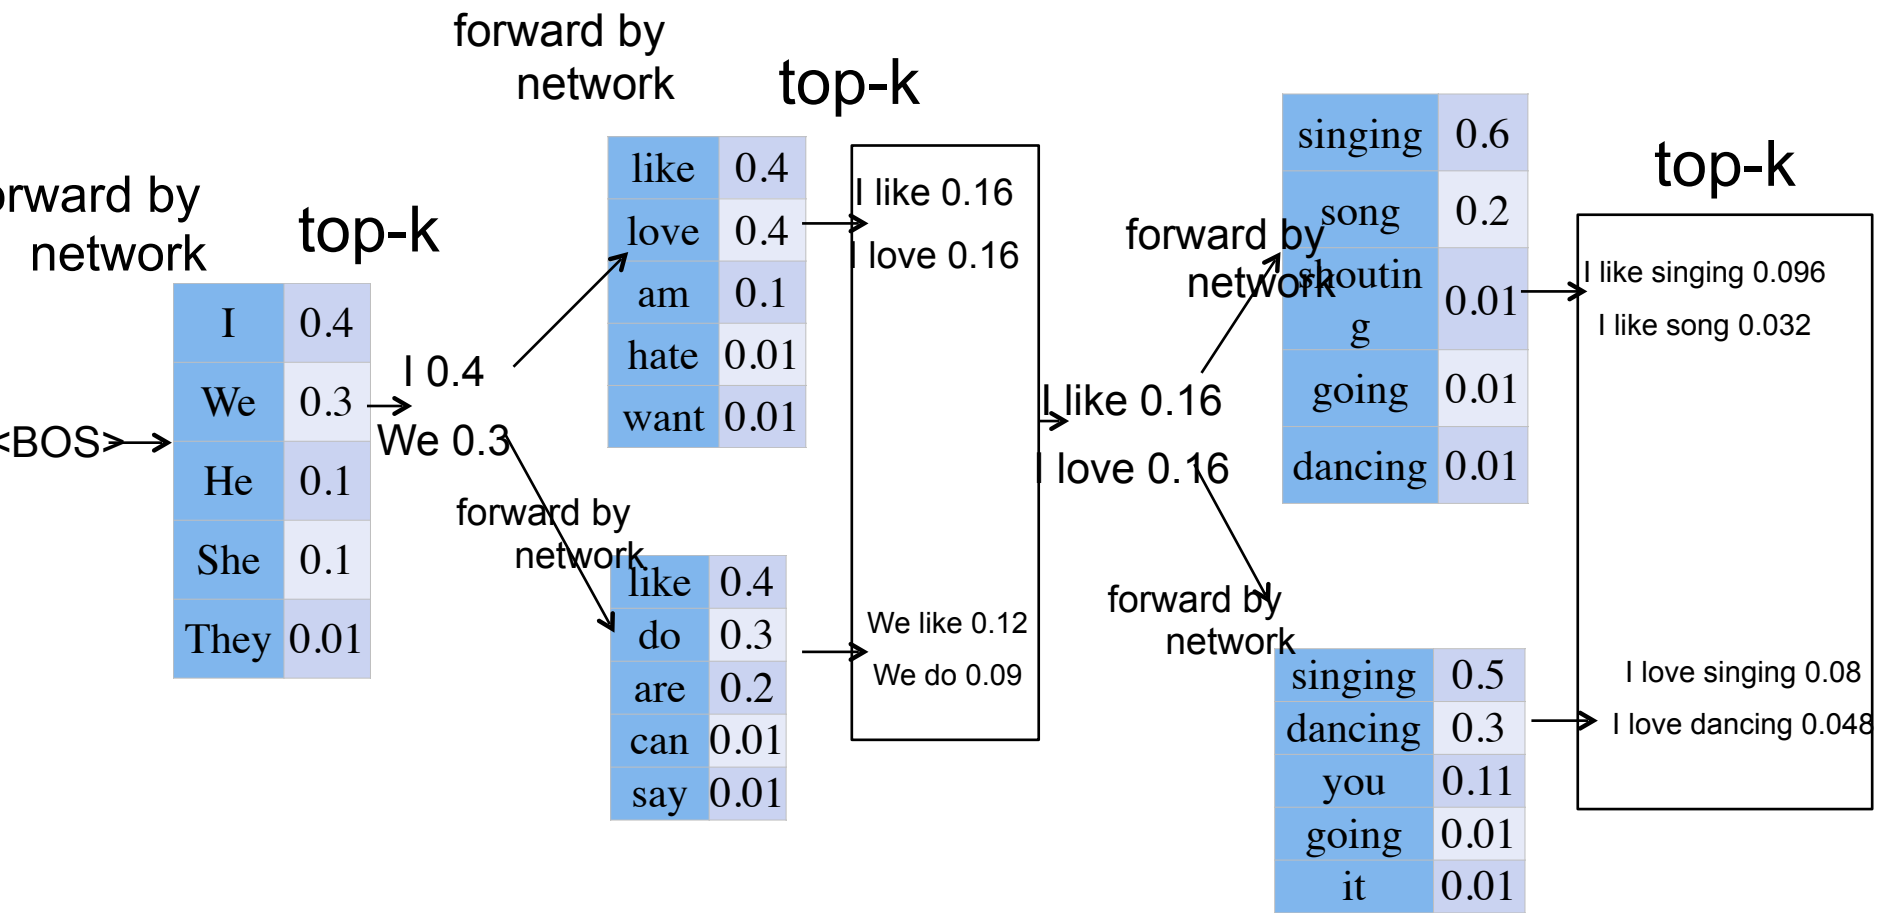 forward by
network
top-k
orward by
network
top-k
<BOS>
I 0.4
We 0.3
He 0.1
She 0.1
They 0.01
I 0.4
We 0.3
like 0.4
love 0.4
am 0.1
hate 0.01
want 0.01
forward by
network
like 0.4
do 0.3
are 0.2
can 0.01
say 0.01
I like 0.16
I love 0.16
We like 0.12
We do 0.09
I like 0.16
I love 0.16
forward by
network
singing 0.6
song 0.2
shoutin
g 0.01
going 0.01
dancing 0.01
forward by
network
singing 0.5
dancing 0.3
you 0.11
going 0.01
it 0.01
top-k
I like singing 0.096
I like song 0.032
I love singing 0.08
I love dancing 0.048